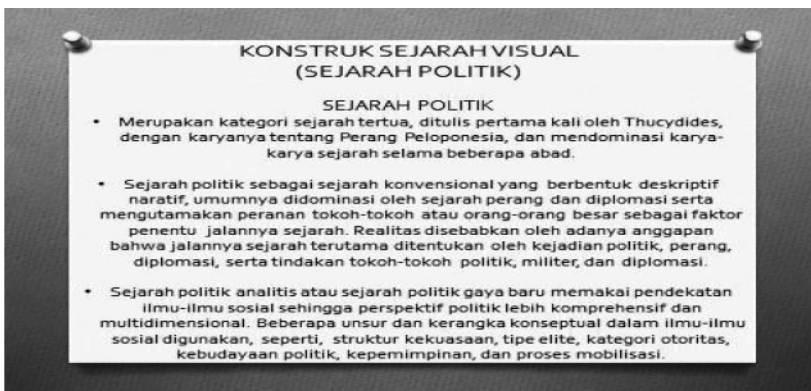 KONSTRUK SEJARAH VISUAL
(SEJARAH POLITIK)
SEJARAH POLITIK
• Merupakan kategori sejarah tertua, ditulis pertama kali oleh Thucydides,
dengan karyanya tentang Perang Peloponesia, dan mendominasi karya-
karya sejarah selama beberapa abad.
• Sejarah politik sebagai sejarah konvensional yang berbentuk deskriptif
naratif, umumnya didominasi oleh sejarah perang dan diplomasi serta
mengutamakan peranan tokoh-tokoh atau orang-orang besar sebagai faktor
penentu jalannya sejarah. Realitas disebabkan oleh adanya anggapan
bahwa jalannya sejarah terutama ditentukan oleh kejadian politik, perang,
diplomasi, serta tindakan tokoh-tokoh politik, militer, dan diplomasi.
• Sejarah politik analitis atau sejarah politik gaya baru memakai pendekatan
ilmu-ilmu sosial sehingga perspektif politik lebih komprehensif dan
multidimensional. Beberapa unsur dan kerangka konseptual dalam ilmu-ilmu
sosial digunakan, seperti, struktur kekuasaan, tipe elite, kategori otoritas,
kebudayaan politik, kepemimpinan, dan proses mobilisasi.